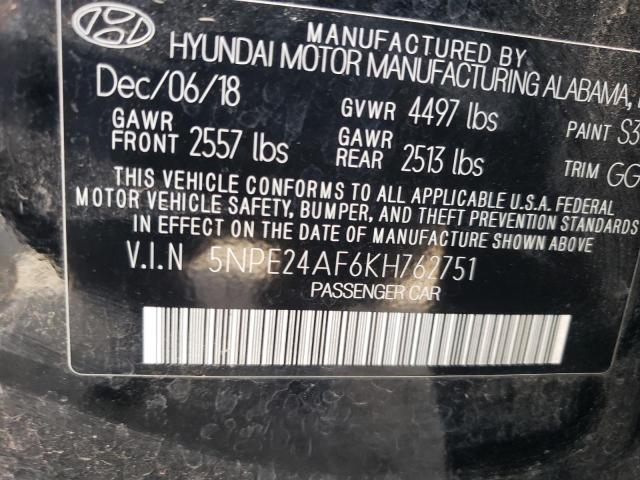 MANUFACTURED BY
HYUNDAI MOTOR MANUFACTURING ALABAMA,
Dec/06/18 GVWR 4497 lbs PAINT S3
GAWR FRONT 2557 lbs GAWR REAR 2513 lbs TRIM GG
THIS VEHICLE CONFORMS TO ALL APPLICABLE U.S.A. FEDERAL
MOTOR VEHICLE SAFETY, BUMPER, AND THEFT PREVENTION STANDARDS
IN EFFECT ON THE DATE OF MANUFACTURE SHOWN ABOVE
V.I.N 5NPE24AF6KH762751
PASSENGER CAR